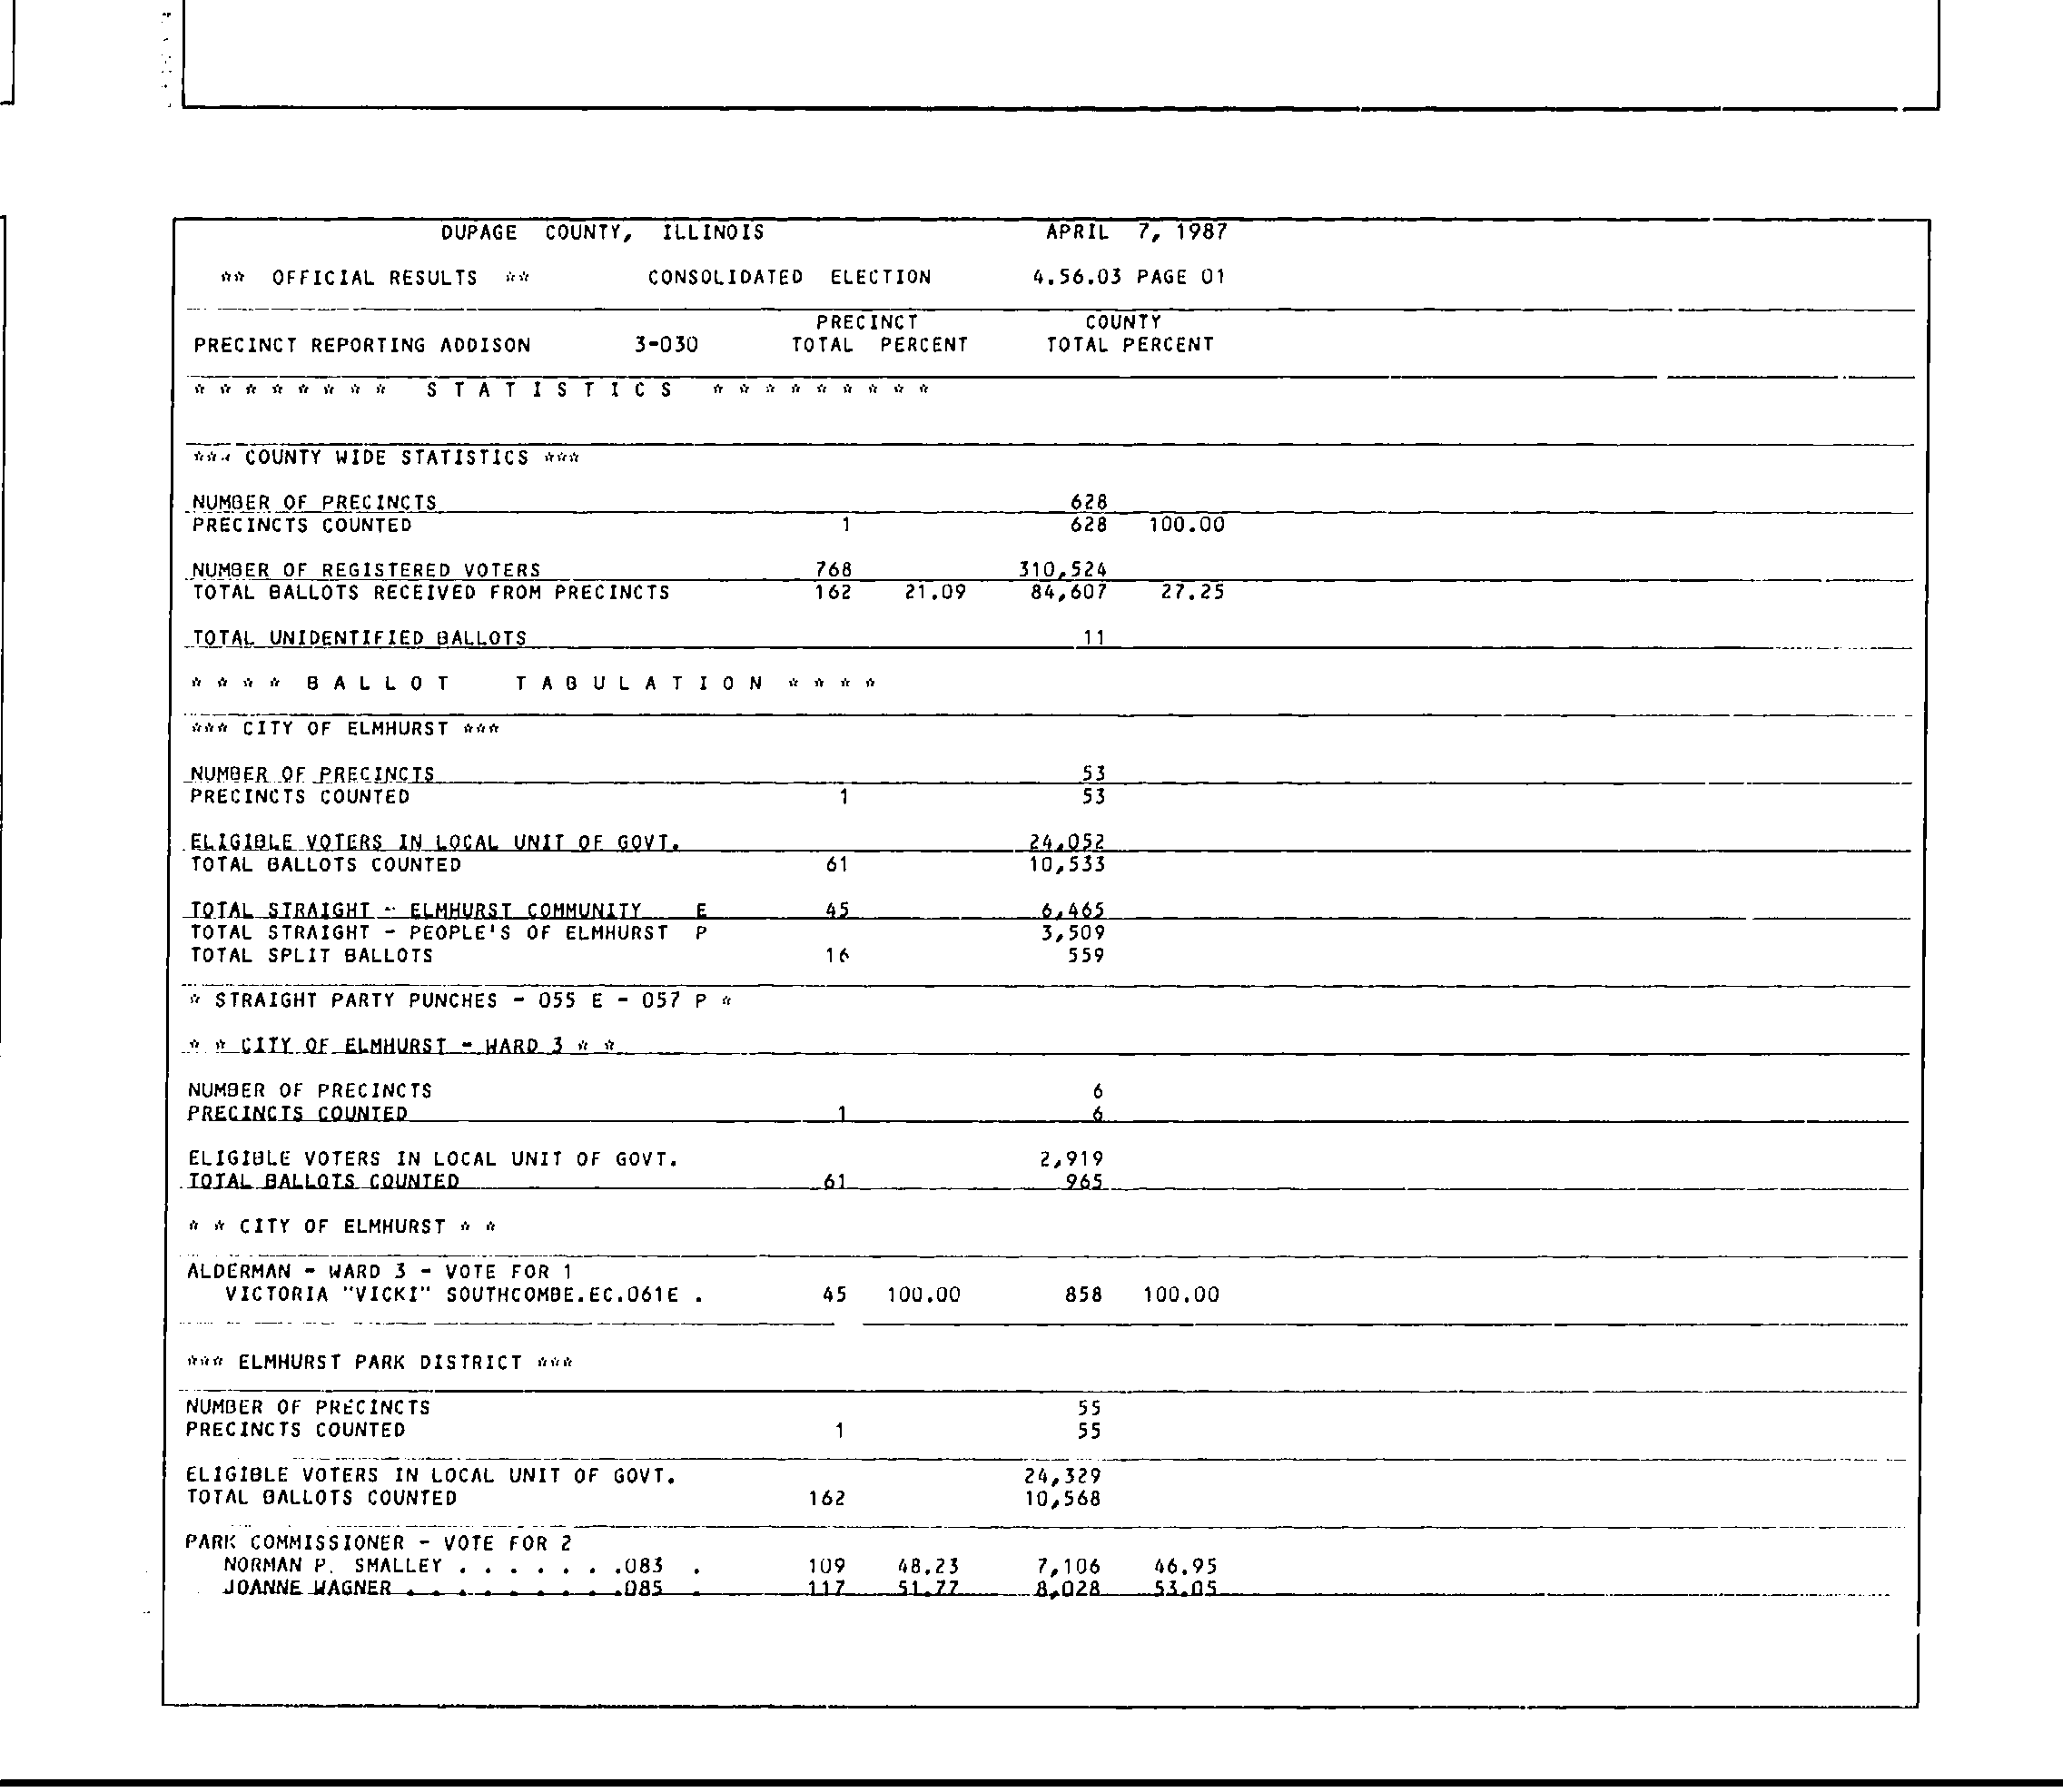 DUPAGE COUNTY, ILLINOIS APRIL 7, 1987
** OFFICIAL RESULTS ** CONSOLIDATED ELECTION 4.56.03 PAGE 01
PRECINCT COUNTY
PRECINCT REPORTING ADDISON 3-030 TOTAL PERCENT TOTAL PERCENT
* * * * * * * * S T A T I S T I C S * * * * * * * * *
*** COUNTY WIDE STATISTICS ***
NUMBER OF PRECINCTS 628
PRECINCTS COUNTED 1 628 100.00
NUMBER OF REGISTERED VOTERS 768 310,524
TOTAL BALLOTS RECEIVED FROM PRECINCTS 162 21.09 84,607 27.25
TOTAL UNIDENTIFIED BALLOTS 11
* * * * B A L L O T T A B U L A T I O N * * * *
*** CITY OF ELMHURST ***
NUMBER OF PRECINCTS 53
PRECINCTS COUNTED 1 53
ELIGIBLE VOTERS IN LOCAL UNIT OF GOVT. 24,052
TOTAL BALLOTS COUNTED 61 10,533
TOTAL STRAIGHT - ELMHURST COMMUNITY E 45 6,465
TOTAL STRAIGHT - PEOPLE'S OF ELMHURST P 3,509
TOTAL SPLIT BALLOTS 16 559
* STRAIGHT PARTY PUNCHES - 055 E - 057 P *
* * CITY OF ELMHURST - WARD 3 * *
NUMBER OF PRECINCTS 6
PRECINCTS COUNTED 1 6
ELIGIBLE VOTERS IN LOCAL UNIT OF GOVT. 2,919
TOTAL BALLOTS COUNTED 61 965
* * CITY OF ELMHURST * *
ALDERMAN - WARD 3 - VOTE FOR 1
VICTORIA "VICKI" SOUTHCOMBE.EC.061E . 45 100.00 858 100.00
*** ELMHURST PARK DISTRICT ***
NUMBER OF PRECINCTS 55
PRECINCTS COUNTED 1 55
ELIGIBLE VOTERS IN LOCAL UNIT OF GOVT. 24,329
TOTAL BALLOTS COUNTED 162 10,568
PARK COMMISSIONER - VOTE FOR 2
NORMAN P. SMALLEY . . . . . . .083 . 109 48.23 7,106 46.95
JOANNE WAGNER . . . . . . . . .085 . 117 51.77 8,028 53.05